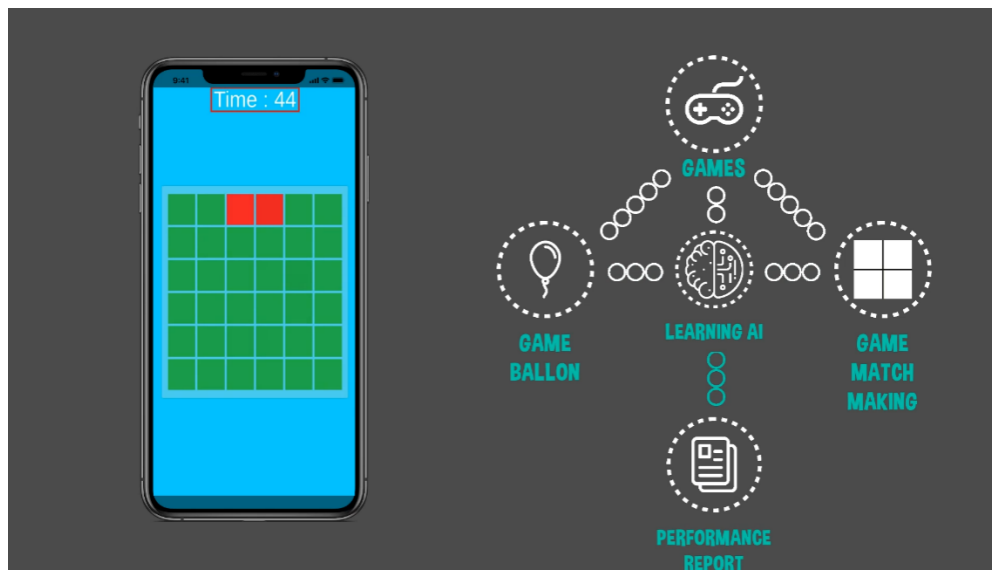 9:41
Time : 44
GAMES
LEARNING AI
GAME
BALLON
GAME
MATCH
MAKING
PERFORMANCE
REPORT